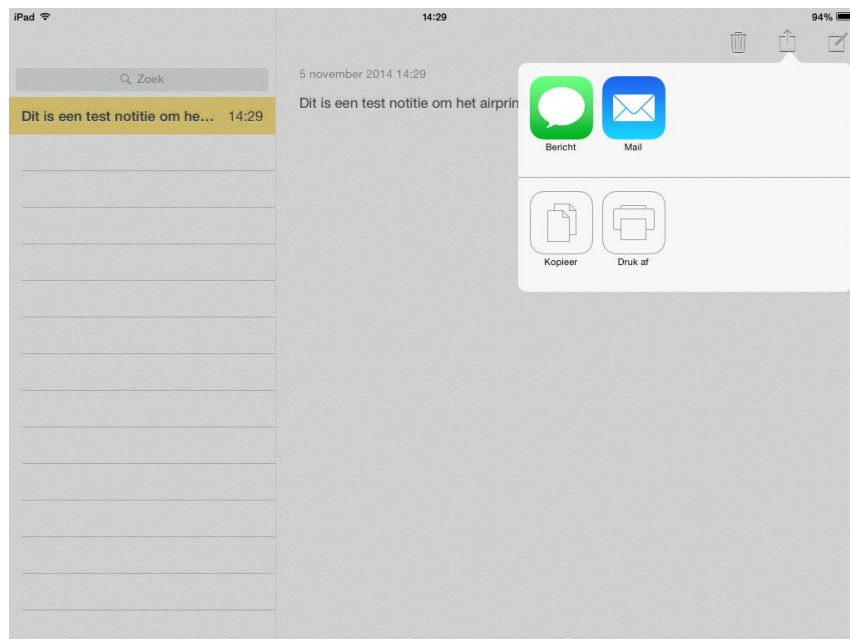 iPad
14:29
94%
Zoek
5 november 2014 14:29
Dit is een test notitie om he... 14:29
Dit is een test notitie om het airprin
Bericht
Mail
Kopieer
Druk af